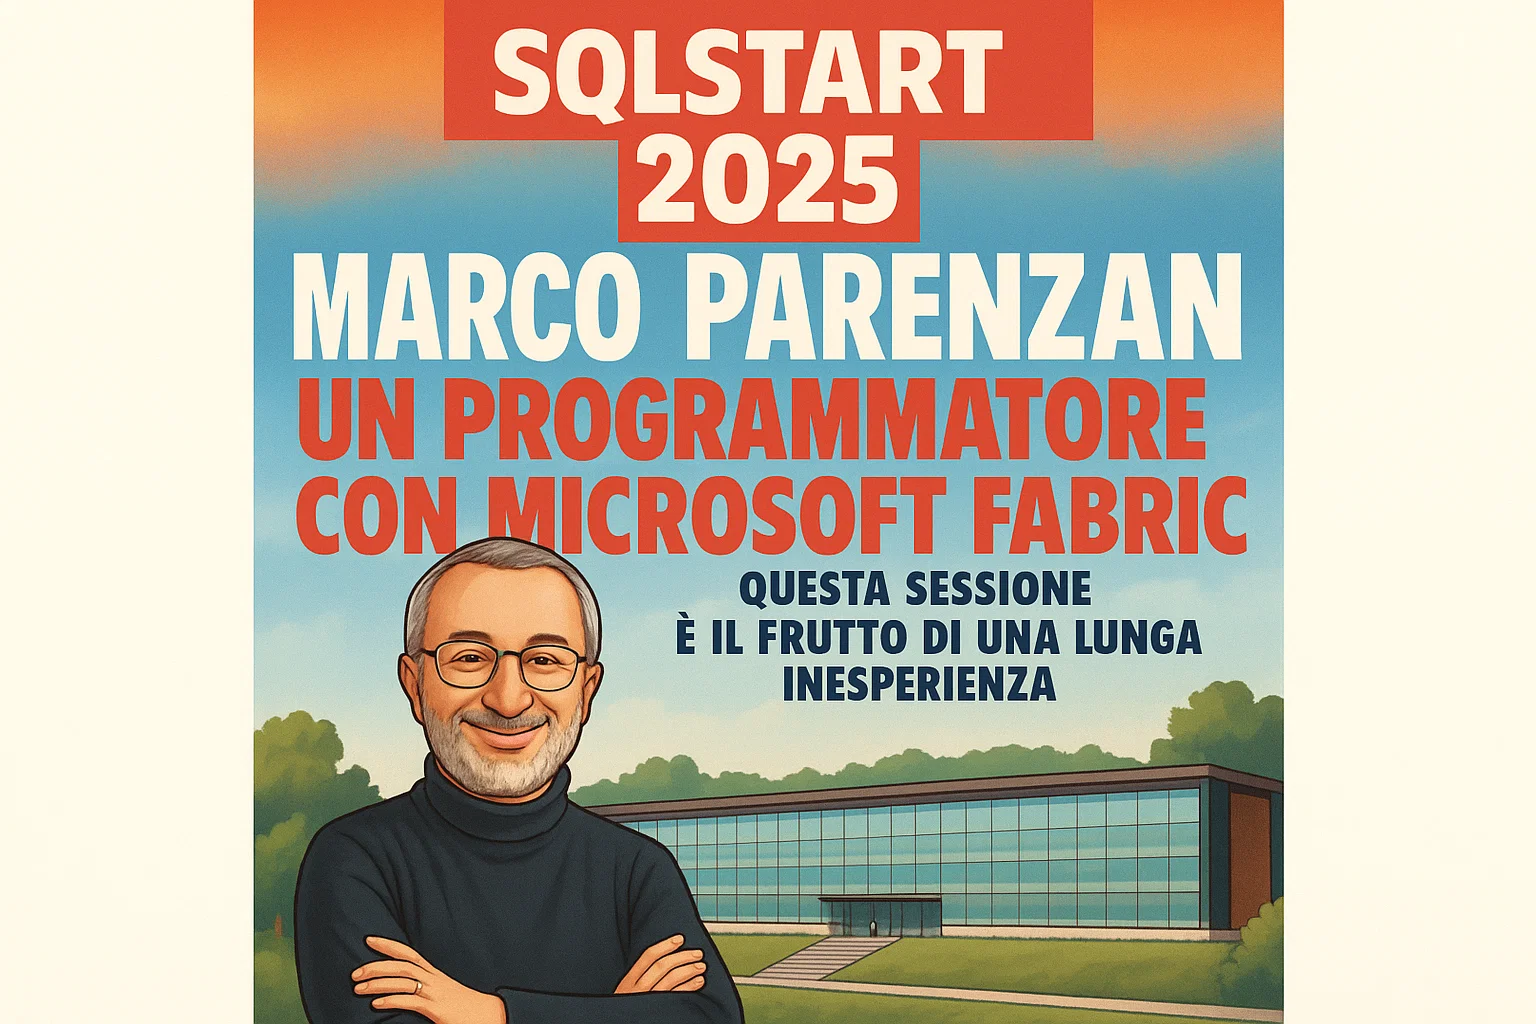 SQLSTART
2025
MARCO PARENZAN
UN PROGRAMMATORE
CON MICROSOFT FABRIC
QUESTA SESSIONE
È IL FRUTTO DI UNA LUNGA
INESPERIENZA